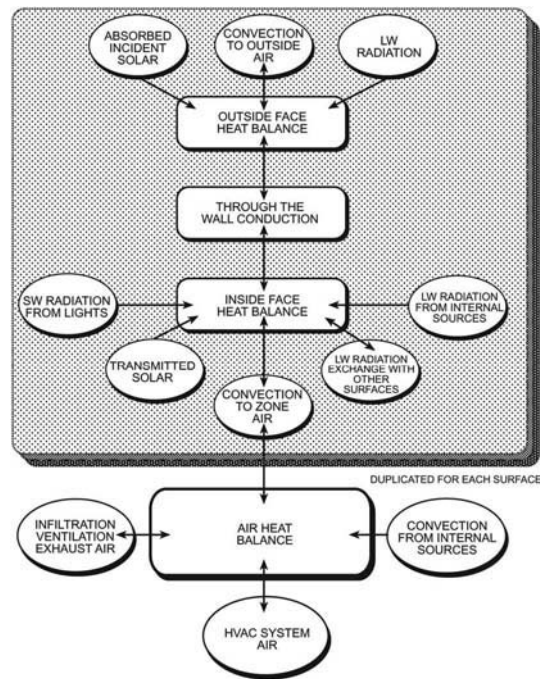 ABSORBED
INCIDENT
SOLAR
CONVECTION
TO OUTSIDE
AIR
LW
RADIATION
OUTSIDE FACE
HEAT BALANCE
THROUGH THE
WALL CONDUCTION
SW RADIATION
FROM LIGHTS
INSIDE FACE
HEAT BALANCE
LW RADIATION
FROM INTERNAL
SOURCES
TRANSMITTED
SOLAR
LW RADIATION
EXCHANGE WITH
OTHER
SURFACES
CONVECTION
TO ZONE
AIR
DUPLICATED FOR EACH SURFACE
INFILTRATION
VENTILATION
EXHAUST AIR
AIR HEAT
BALANCE
CONVECTION
FROM INTERNAL
SOURCES
HVAC SYSTEM
AIR